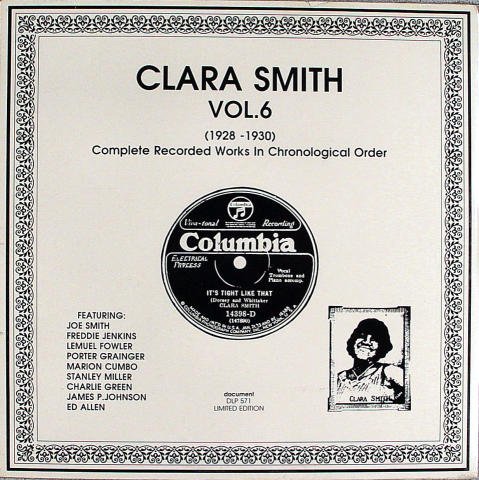 CLARA SMITH
VOL.6
(1928 -1930)
Complete Recorded Works In Chronological Order
Columbia
Viva-tonal Recording
Columbia
ELECTRICAL
PROCESS
Vocal
Trombone and
Piano accomp.
IT'S TIGHT LIKE THAT
(Dorsey and Whittaker)
CLARA SMITH
14398-D
(147890)
FEATURING:
JOE SMITH
FREDDIE JENKINS
LEMUEL FOWLER
PORTER GRAINGER
MARION CUMBO
STANLEY MILLER
CHARLIE GREEN
JAMES P.JOHNSON
ED ALLEN
document
DLP 571
LIMITED EDITION
CLARA SMITH